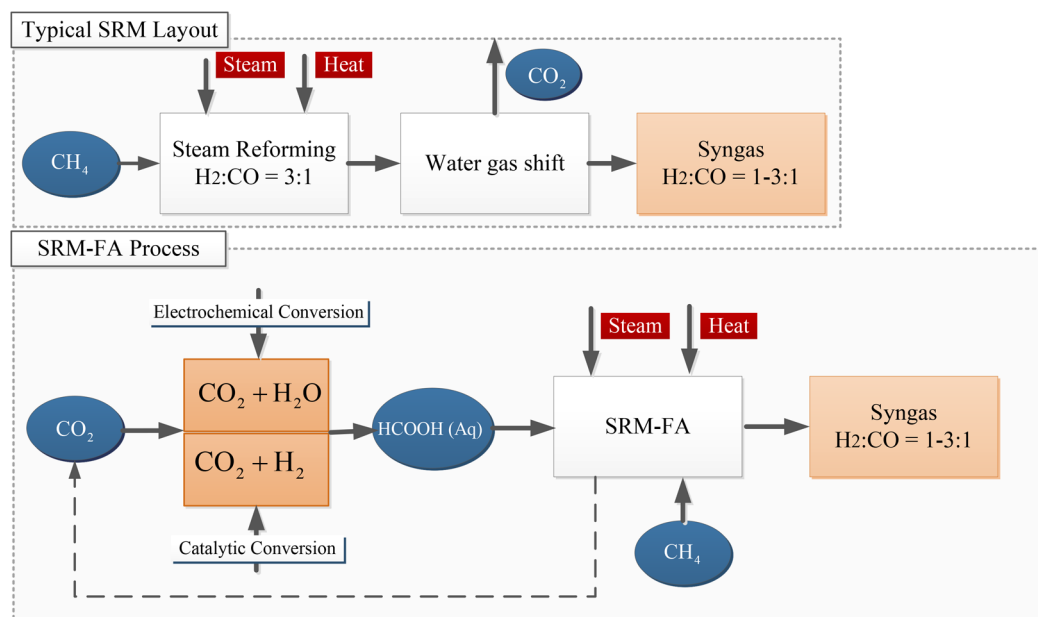 Typical SRM Layout
Steam
Heat
CO₂
CH₄
Steam Reforming
H2:CO = 3:1
Water gas shift
Syngas
H2:CO = 1-3:1
SRM-FA Process
Electrochemical Conversion
Steam
Heat
CO₂ + H₂O
CO₂
HCOOH (Aq)
SRM-FA
Syngas
H2:CO = 1-3:1
CO₂ + H₂
Catalytic Conversion
CH₄